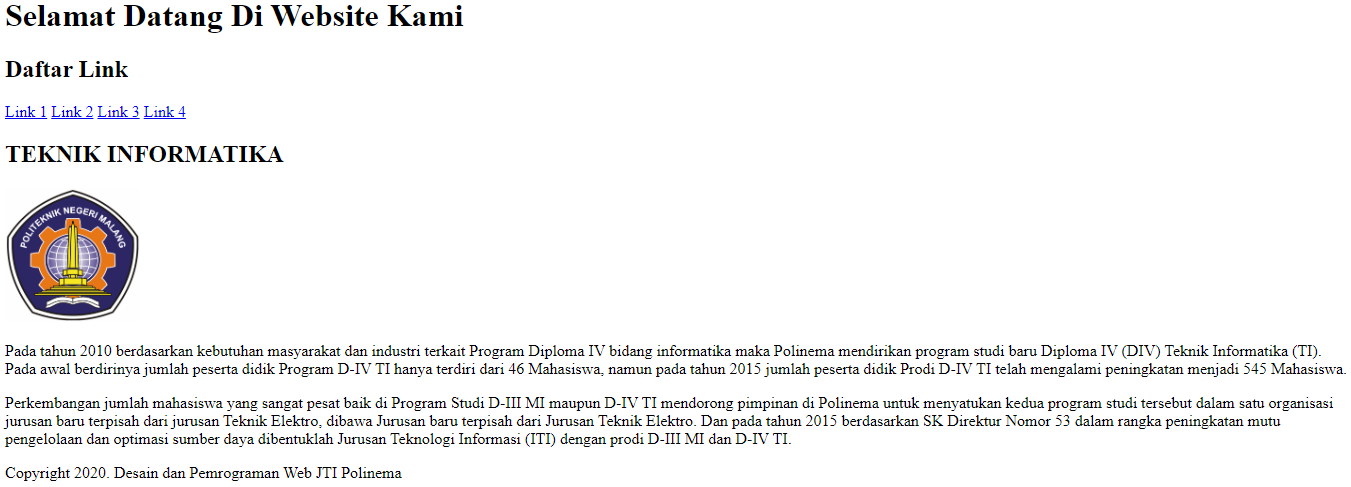 Selamat Datang Di Website Kami
Daftar Link
Link 1 Link 2 Link 3 Link 4
TEKNIK INFORMATIKA
POLITEKNIK NEGERI MALANG
Pada tahun 2010 berdasarkan kebutuhan masyarakat dan industri terkait Program Diploma IV bidang informatika maka Polinema mendirikan program studi baru Diploma IV (DIV) Teknik Informatika (TI).
Pada awal berdirinya jumlah peserta didik Program D-IV TI hanya terdiri dari 46 Mahasiswa, namun pada tahun 2015 jumlah peserta didik Prodi D-IV TI telah mengalami peningkatan menjadi 545 Mahasiswa.
Perkembangan jumlah mahasiswa yang sangat pesat baik di Program Studi D-III MI maupun D-IV TI mendorong pimpinan di Polinema untuk menyatukan kedua program studi tersebut dalam satu organisasi
jurusan baru terpisah dari jurusan Teknik Elektro, dibawa Jurusan baru terpisah dari Jurusan Teknik Elektro. Dan pada tahun 2015 berdasarkan SK Direktur Nomor 53 dalam rangka peningkatan mutu
pengelolaan dan optimasi sumber daya dibentuklah Jurusan Teknologi Informasi (ITI) dengan prodi D-III MI dan D-IV TI.
Copyright 2020. Desain dan Pemrograman Web JTI Polinema